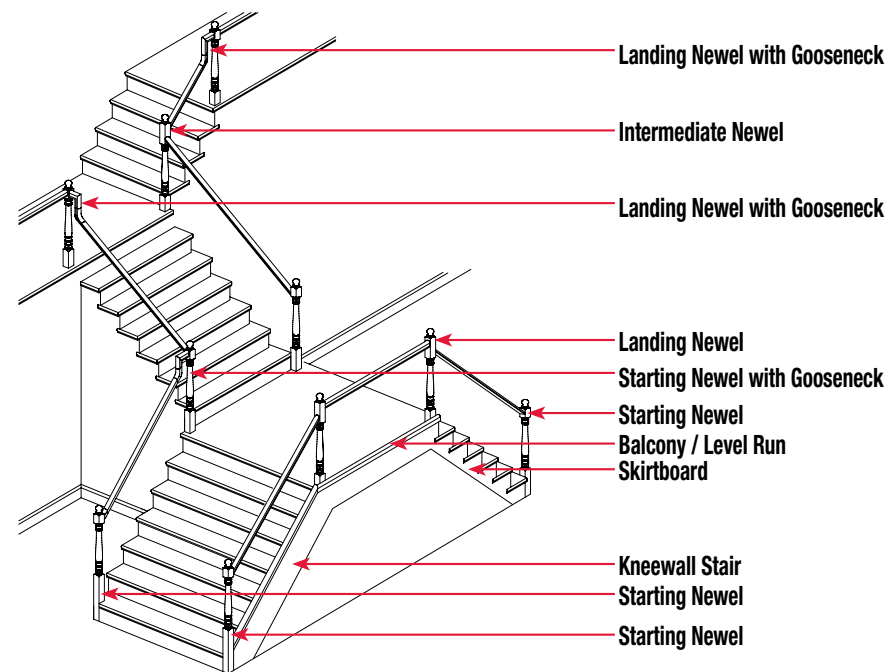 Landing Newel with Gooseneck
Intermediate Newel
Landing Newel with Gooseneck
Landing Newel
Starting Newel with Gooseneck
Starting Newel
Balcony / Level Run
Skirtboard
Kneewall Stair
Starting Newel
Starting Newel